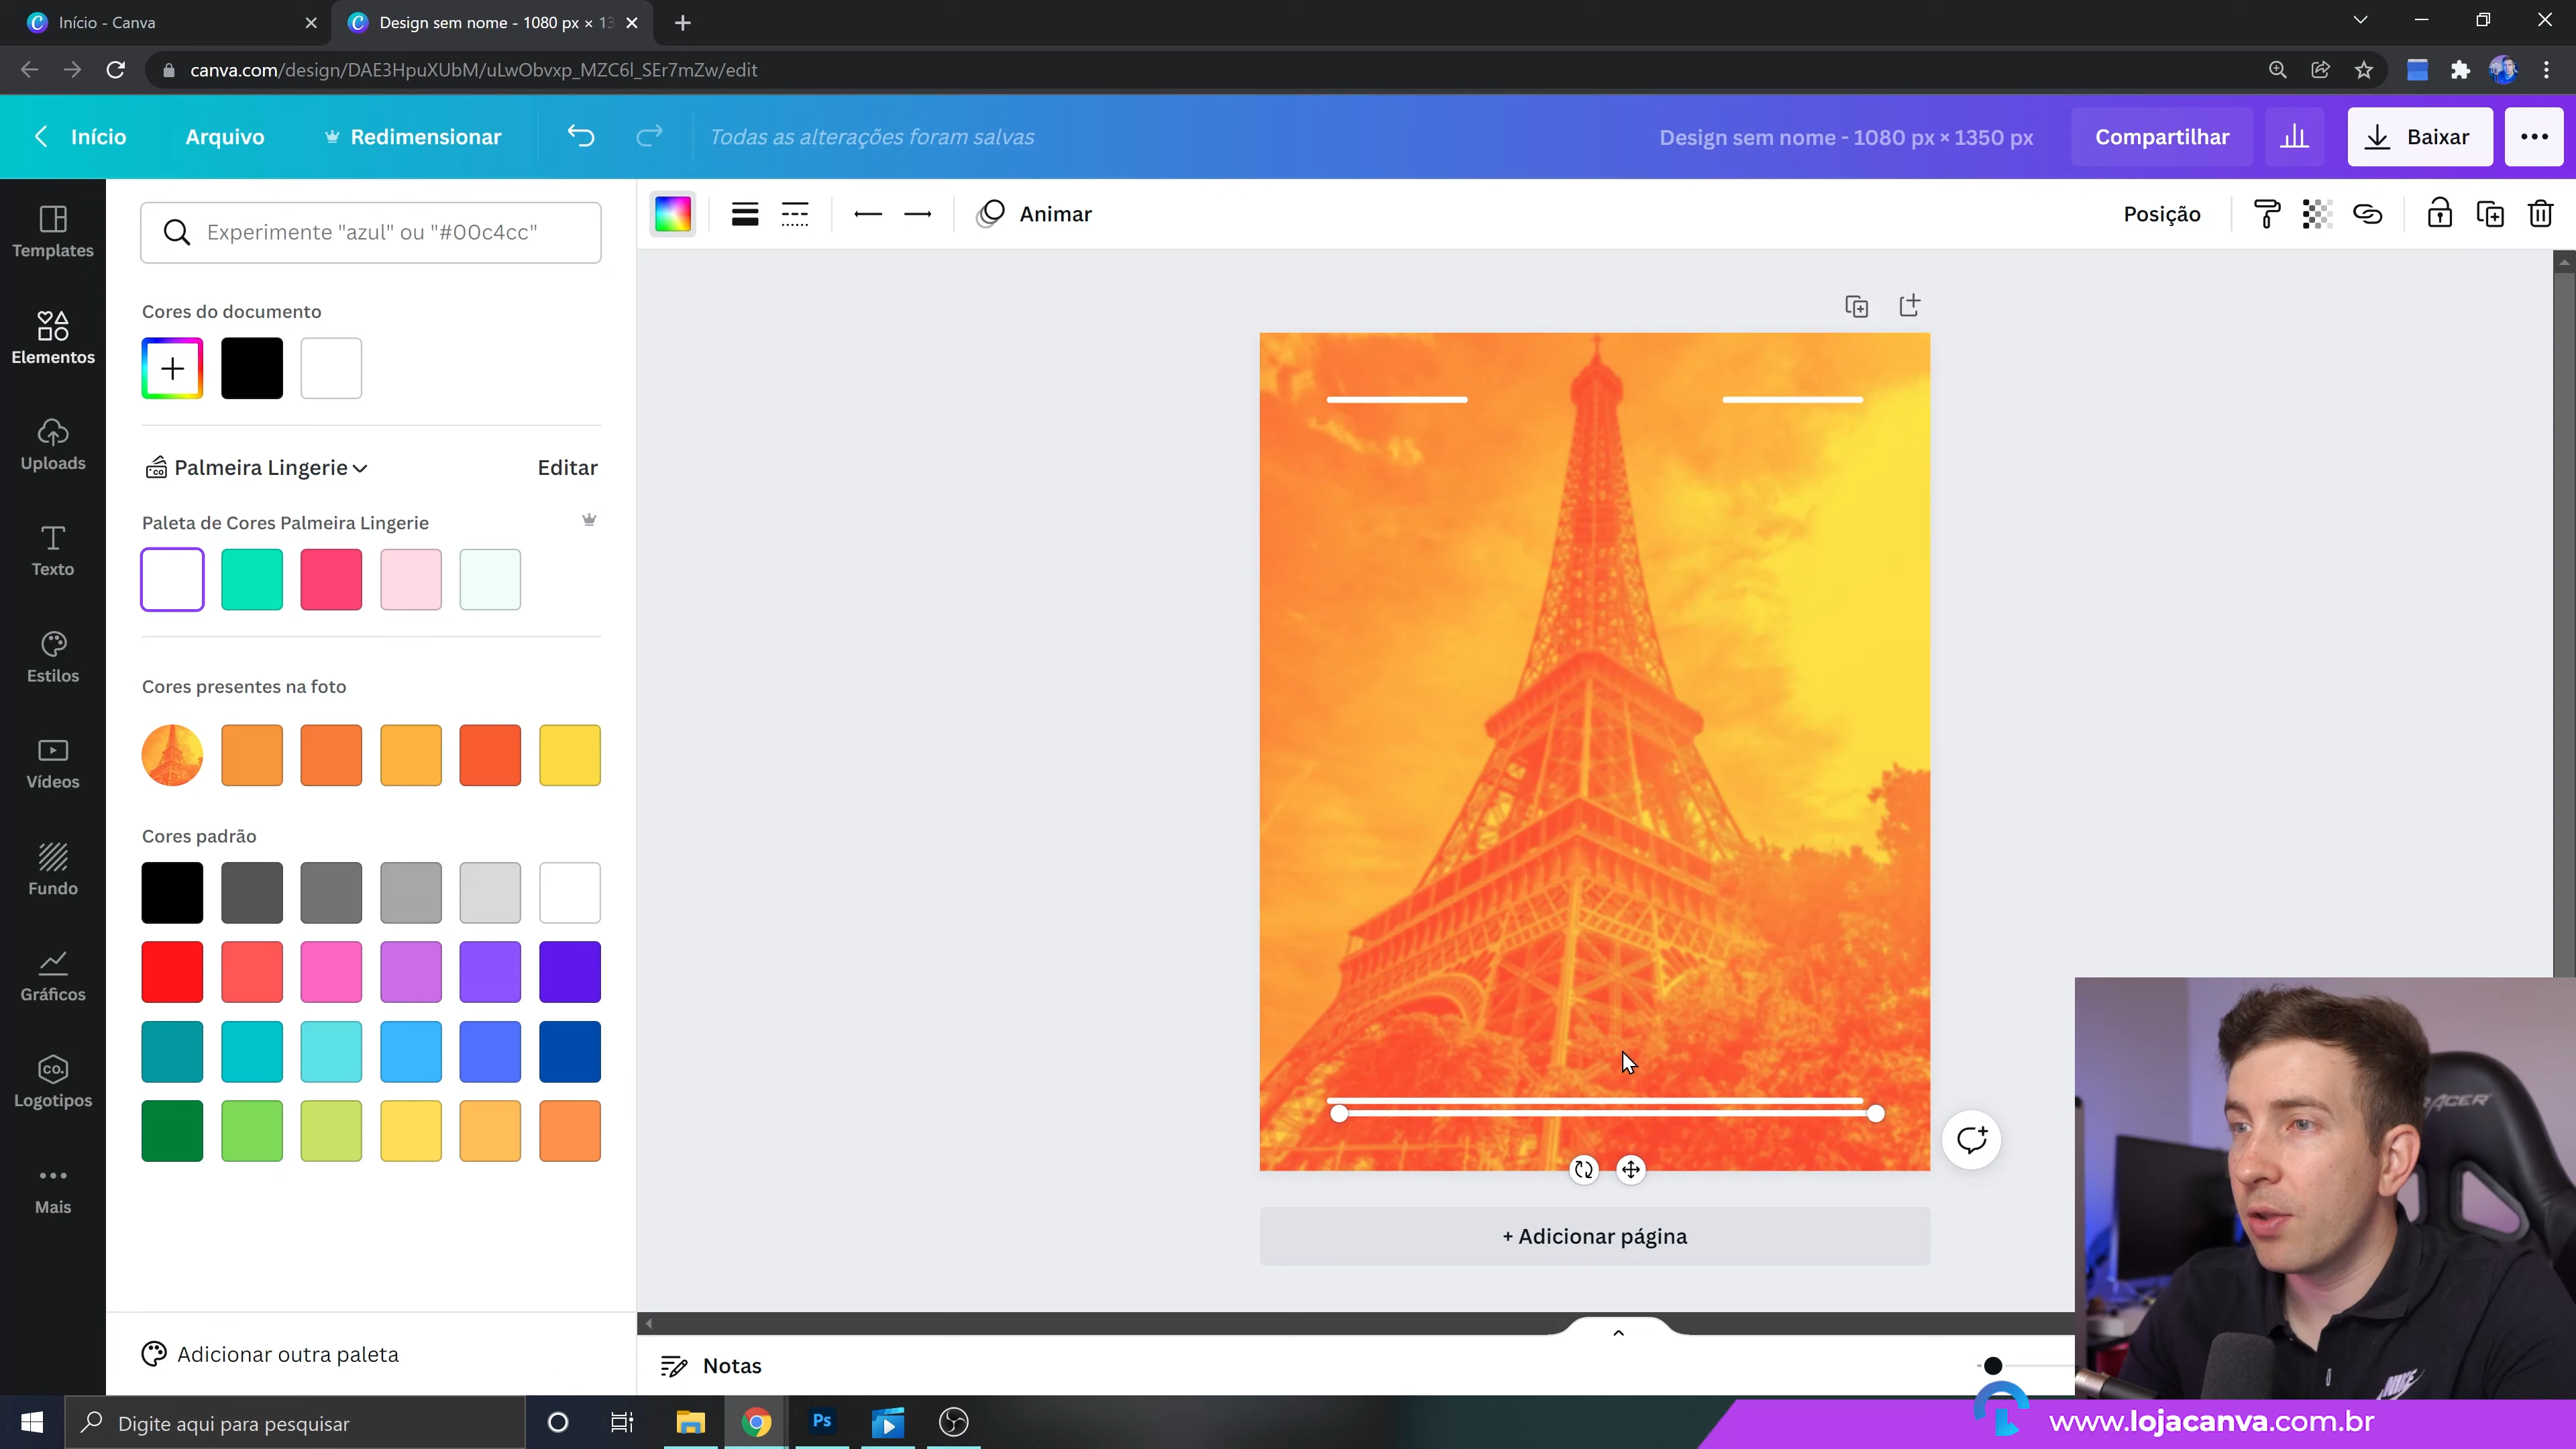 Início - Canva
Design sem nome - 1080 px × 13
canva.com/design/DAE3HpuXUbM/uLwObvxp_MZC6l_SEr7mZw/edit
Início
Arquivo
Redimensionar
Todas as alterações foram salvas
Design sem nome - 1080 px × 1350 px
Compartilhar
Baixar
Templates
Elementos
Uploads
Texto
Estilos
Vídeos
Fundo
Gráficos
CO.
Logotipos
Mais
Experimente "azul" ou "#00c4cc"
Cores do documento
Palmeira Lingerie
Editar
Paleta de Cores Palmeira Lingerie
Cores presentes na foto
Cores padrão
Adicionar outra paleta
Animar
Posição
+ Adicionar página
Notas
ACER
NIKE
Digite aqui para pesquisar
Ps
www.lojacanva.com.br